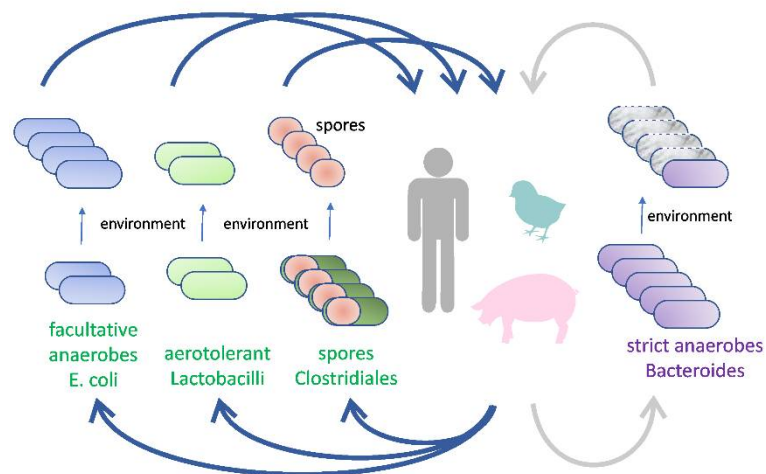 spores
environment
environment
environment
facultative
anaerobes
E. coli
aerotolerant
Lactobacilli
spores
Clostridiales
strict anaerobes
Bacteroides